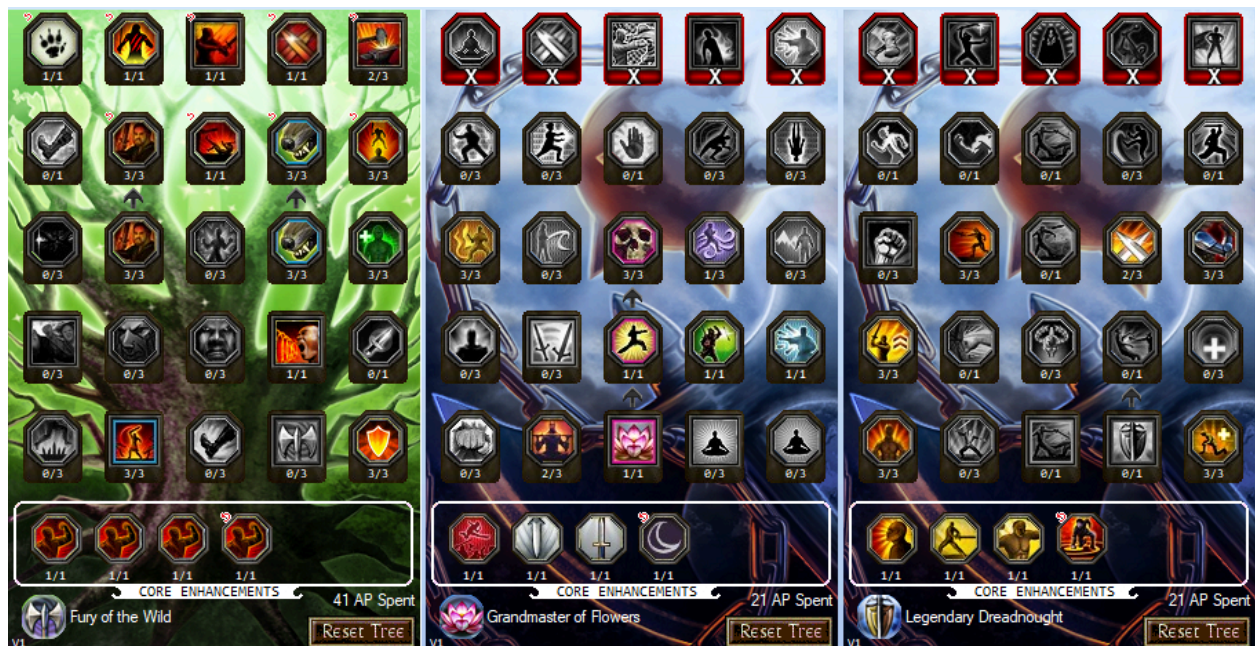 1/1 1/1 1/1 1/1 2/3
0/1 3/3 1/1 3/3 3/3
0/3 3/3 0/3 3/3 3/3
0/3 0/3 0/3 1/1 0/1
0/3 3/3 0/3 0/3 3/3
1/1 1/1 1/1 1/1
CORE ENHANCEMENTS
41 AP Spent
Fury of the Wild
Reset Tree
V1
X X X X X
0/3 0/3 0/1 0/3 0/3
3/3 0/3 3/3 1/3 0/3
0/3 0/3 1/1 1/1 1/1
0/3 2/3 1/1 0/3 0/3
1/1 1/1 1/1 1/1
CORE ENHANCEMENTS
21 AP Spent
Grandmaster of Flowers
Reset Tree
V1
X X X X X
0/1 0/1 0/1 0/3 0/1
0/3 3/3 0/1 2/3 3/3
3/3 0/1 0/3 0/1 0/3
3/3 0/3 0/1 0/1 3/3
1/1 1/1 1/1 1/1
CORE ENHANCEMENTS
21 AP Spent
Legendary Dreadnought
Reset Tree
V1